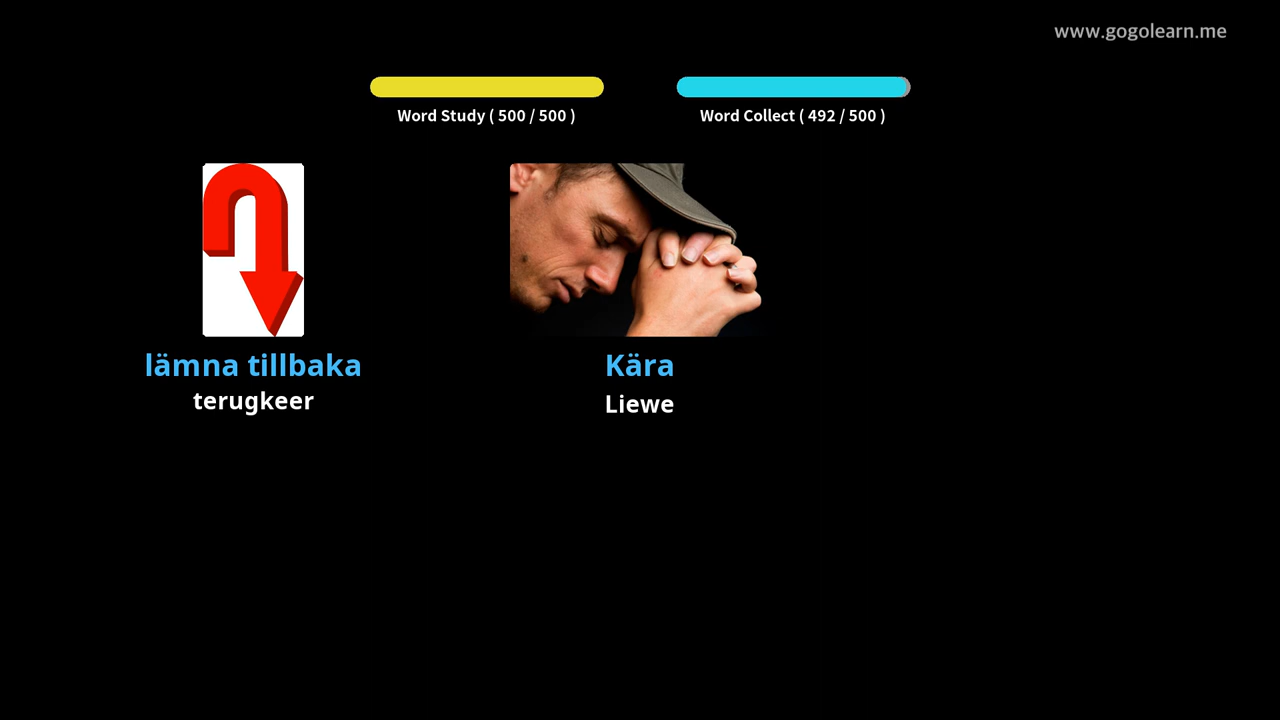 www.gogolearn.me
Word Study ( 500 / 500 )
Word Collect ( 492 / 500 )
lämna tillbaka
terugkeer
Kära
Liewe